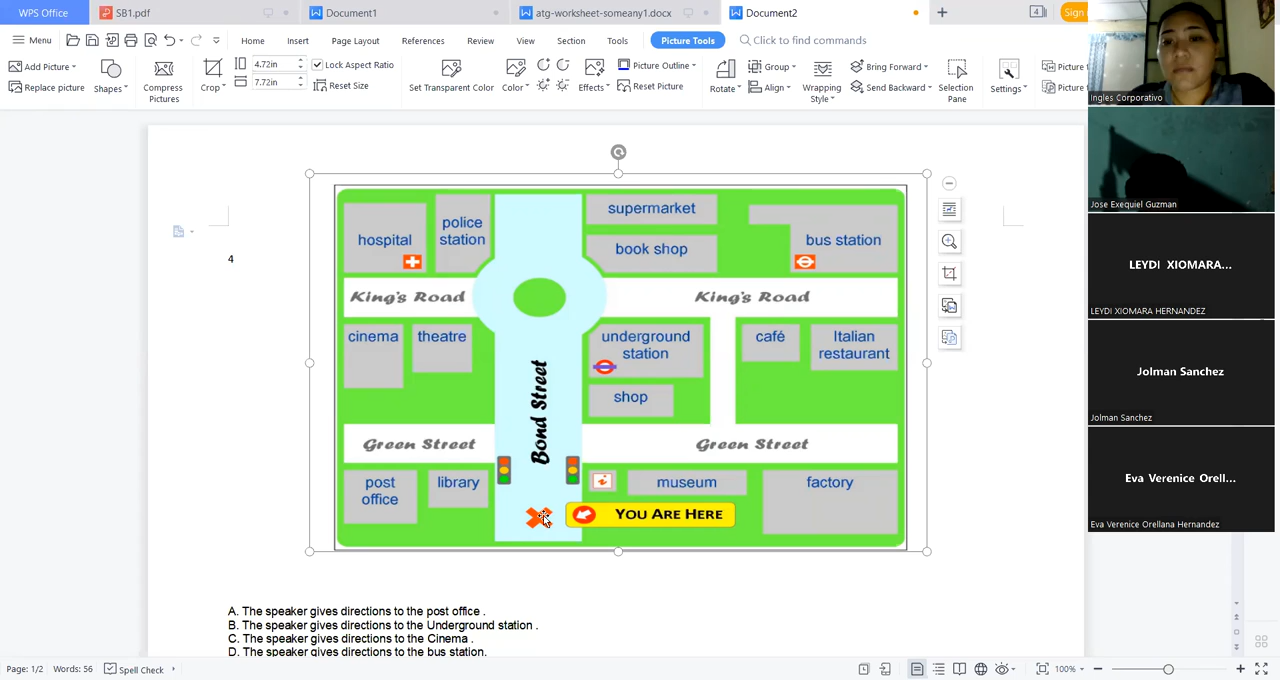 WPS Office
SB1.pdf
Document1
atg-worksheet-someany1.docx
Document2
4
Sign
Menu
Home
Insert
Page Layout
References
Review
View
Section
Tools
Picture Tools
Click to find commands
Add Picture
Replace picture
Shapes
Compress Pictures
Crop
4.72in
7.72in
Lock Aspect Ratio
Reset Size
Set Transparent Color
Color
Effects
Picture Outline
Reset Picture
Rotate
Group
Align
Wrapping Style
Bring Forward
Send Backward
Selection Pane
Settings
Picture
Picture
Ingles Corporativo
Jose Exequiel Guzman
LEYDI XIOMARA...
LEYDI XIOMARA HERNANDEZ
Jolman Sanchez
Jolman Sanchez
Eva Verenice Orell...
Eva Verenice Orellana Hernandez
4
hospital
police station
supermarket
book shop
bus station
King's Road
King's Road
cinema
theatre
underground station
café
Italian restaurant
shop
Bond Street
Green Street
Green Street
post office
library
i
museum
factory
YOU ARE HERE
A. The speaker gives directions to the post office .
B. The speaker gives directions to the Underground station .
C. The speaker gives directions to the Cinema .
D. The speaker gives directions to the bus station.
Page: 1/2
Words: 56
Spell Check
100%